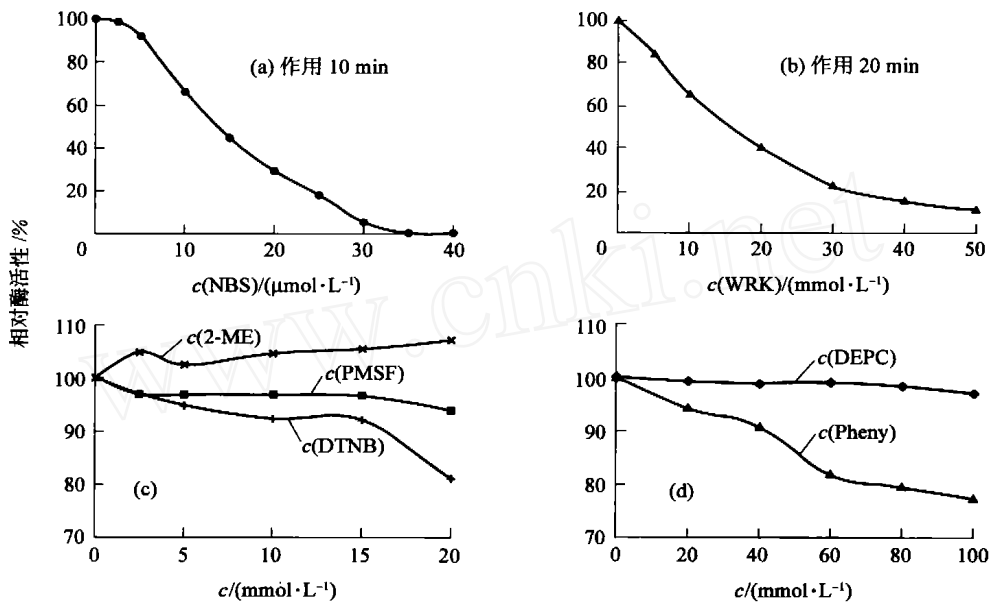 相对酶活性/%
100
80
60
40
20
0
10
20
30
40
(a) 作用 10 min
c(NBS)/(μmol·L⁻¹)
100
80
60
40
20
0
10
20
30
40
50
(b) 作用 20 min
c(WRK)/(mmol·L⁻¹)
110
100
90
80
70
0
5
10
15
20
c(2-ME)
c(PMSF)
c(DTNB)
(c)
c/(mmol·L⁻¹)
110
100
90
80
70
0
20
40
60
80
100
c(DEPC)
c(Pheny)
(d)
c/(mmol·L⁻¹)
www.cnki.net